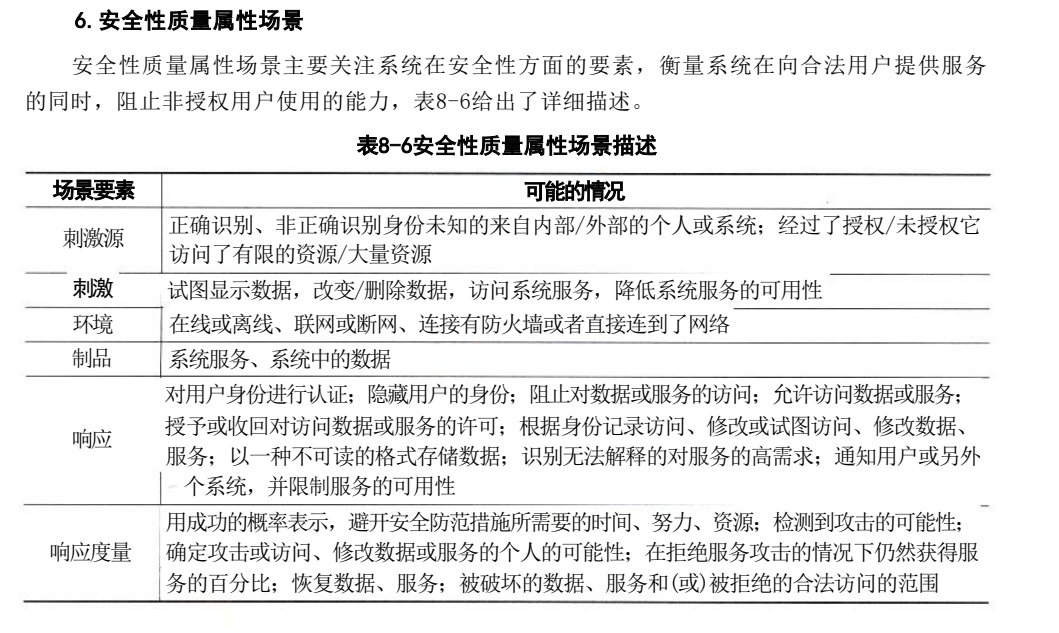 6. 安全性质量属性场景
安全性质量属性场景主要关注系统在安全性方面的要素，衡量系统在向合法用户提供服务
的同时，阻止非授权用户使用的能力，表8-6给出了详细描述。
表8-6安全性质量属性场景描述
场景要素 可能的情况
刺激源 正确识别、非正确识别身份未知的来自内部/外部的个人或系统；经过了授权/未授权它
访问了有限的资源/大量资源
刺激 试图显示数据，改变/删除数据，访问系统服务，降低系统服务的可用性
环境 在线或离线、联网或断网、连接有防火墙或者直接连到了网络
制品 系统服务、系统中的数据
对用户身份进行认证；隐藏用户的身份；阻止对数据或服务的访问；允许访问数据或服务；
响应 授予或收回对访问数据或服务的许可；根据身份记录访问、修改或试图访问、修改数据、
服务；以一种不可读的格式存储数据；识别无法解释的对服务的高需求；通知用户或另外
一个系统，并限制服务的可用性
用成功的概率表示，避开安全防范措施所需要的时间、努力、资源；检测到攻击的可能性；
响应度量 确定攻击或访问、修改数据或服务的个人的可能性；在拒绝服务攻击的情况下仍然获得服
务的百分比；恢复数据、服务；被破坏的数据、服务和(或)被拒绝的合法访问的范围